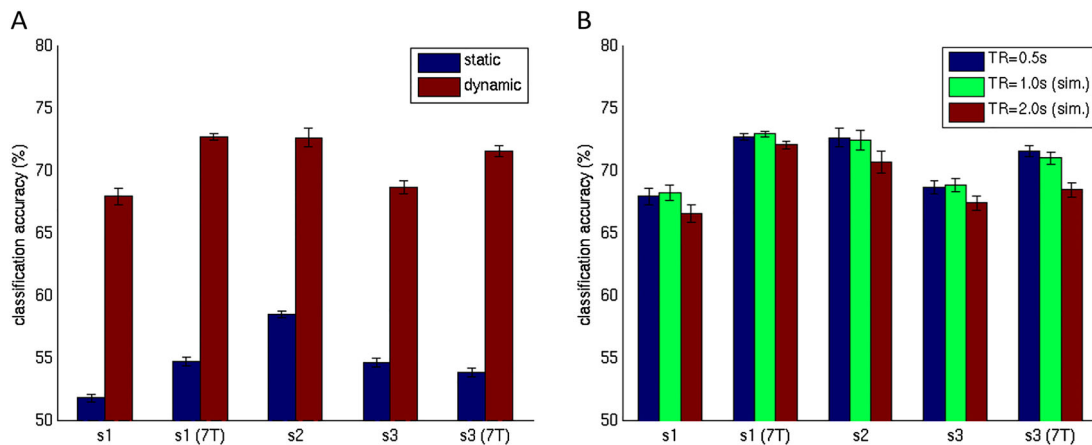 A
classification accuracy (%)
80
75
70
65
60
55
50
static
dynamic
s1
s1 (7T)
s2
s3
s3 (7T)
B
classification accuracy (%)
80
75
70
65
60
55
50
TR=0.5s
TR=1.0s (sim.)
TR=2.0s (sim.)
s1
s1 (7T)
s2
s3
s3 (7T)